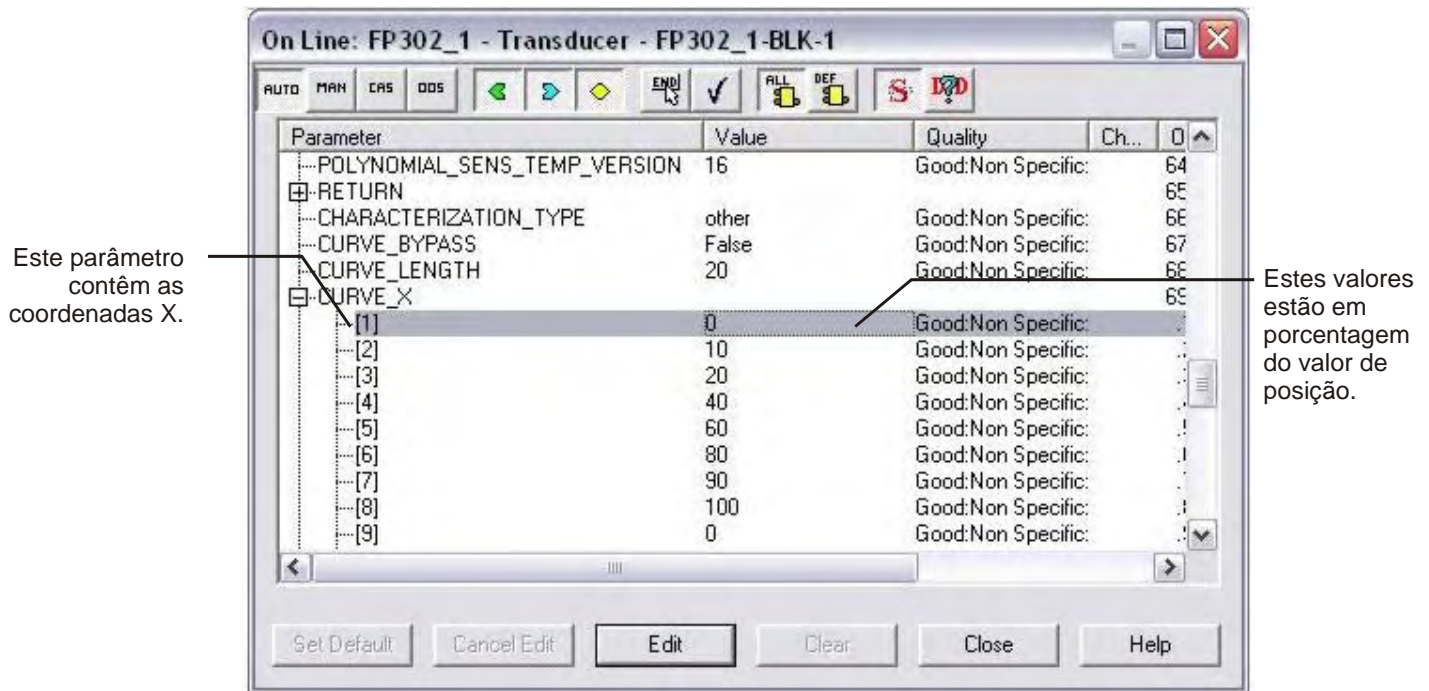 On Line: FP302_1 - Transducer - FP302_1-BLK-1
AUTO MAN CAS OOS END ALL DEF S D?D
Parameter Value Quality Ch... O
POLYNOMIAL_SENS_TEMP_VERSION 16 Good:Non Specific: 64
RETURN 65
CHARACTERIZATION_TYPE other Good:Non Specific: 66
CURVE_BYPASS False Good:Non Specific: 67
CURVE_LENGTH 20 Good:Non Specific: 68
CURVE_X 69
[1] 0 Good:Non Specific:
[2] 10 Good:Non Specific:
[3] 20 Good:Non Specific:
[4] 40 Good:Non Specific:
[5] 60 Good:Non Specific:
[6] 80 Good:Non Specific:
[7] 90 Good:Non Specific:
[8] 100 Good:Non Specific:
[9] 0 Good:Non Specific:
Set Default Cancel Edit Edit Clear Close Help
Este parâmetro
contêm as
coordenadas X.
Estes valores
estão em
porcentagem
do valor de
posição.